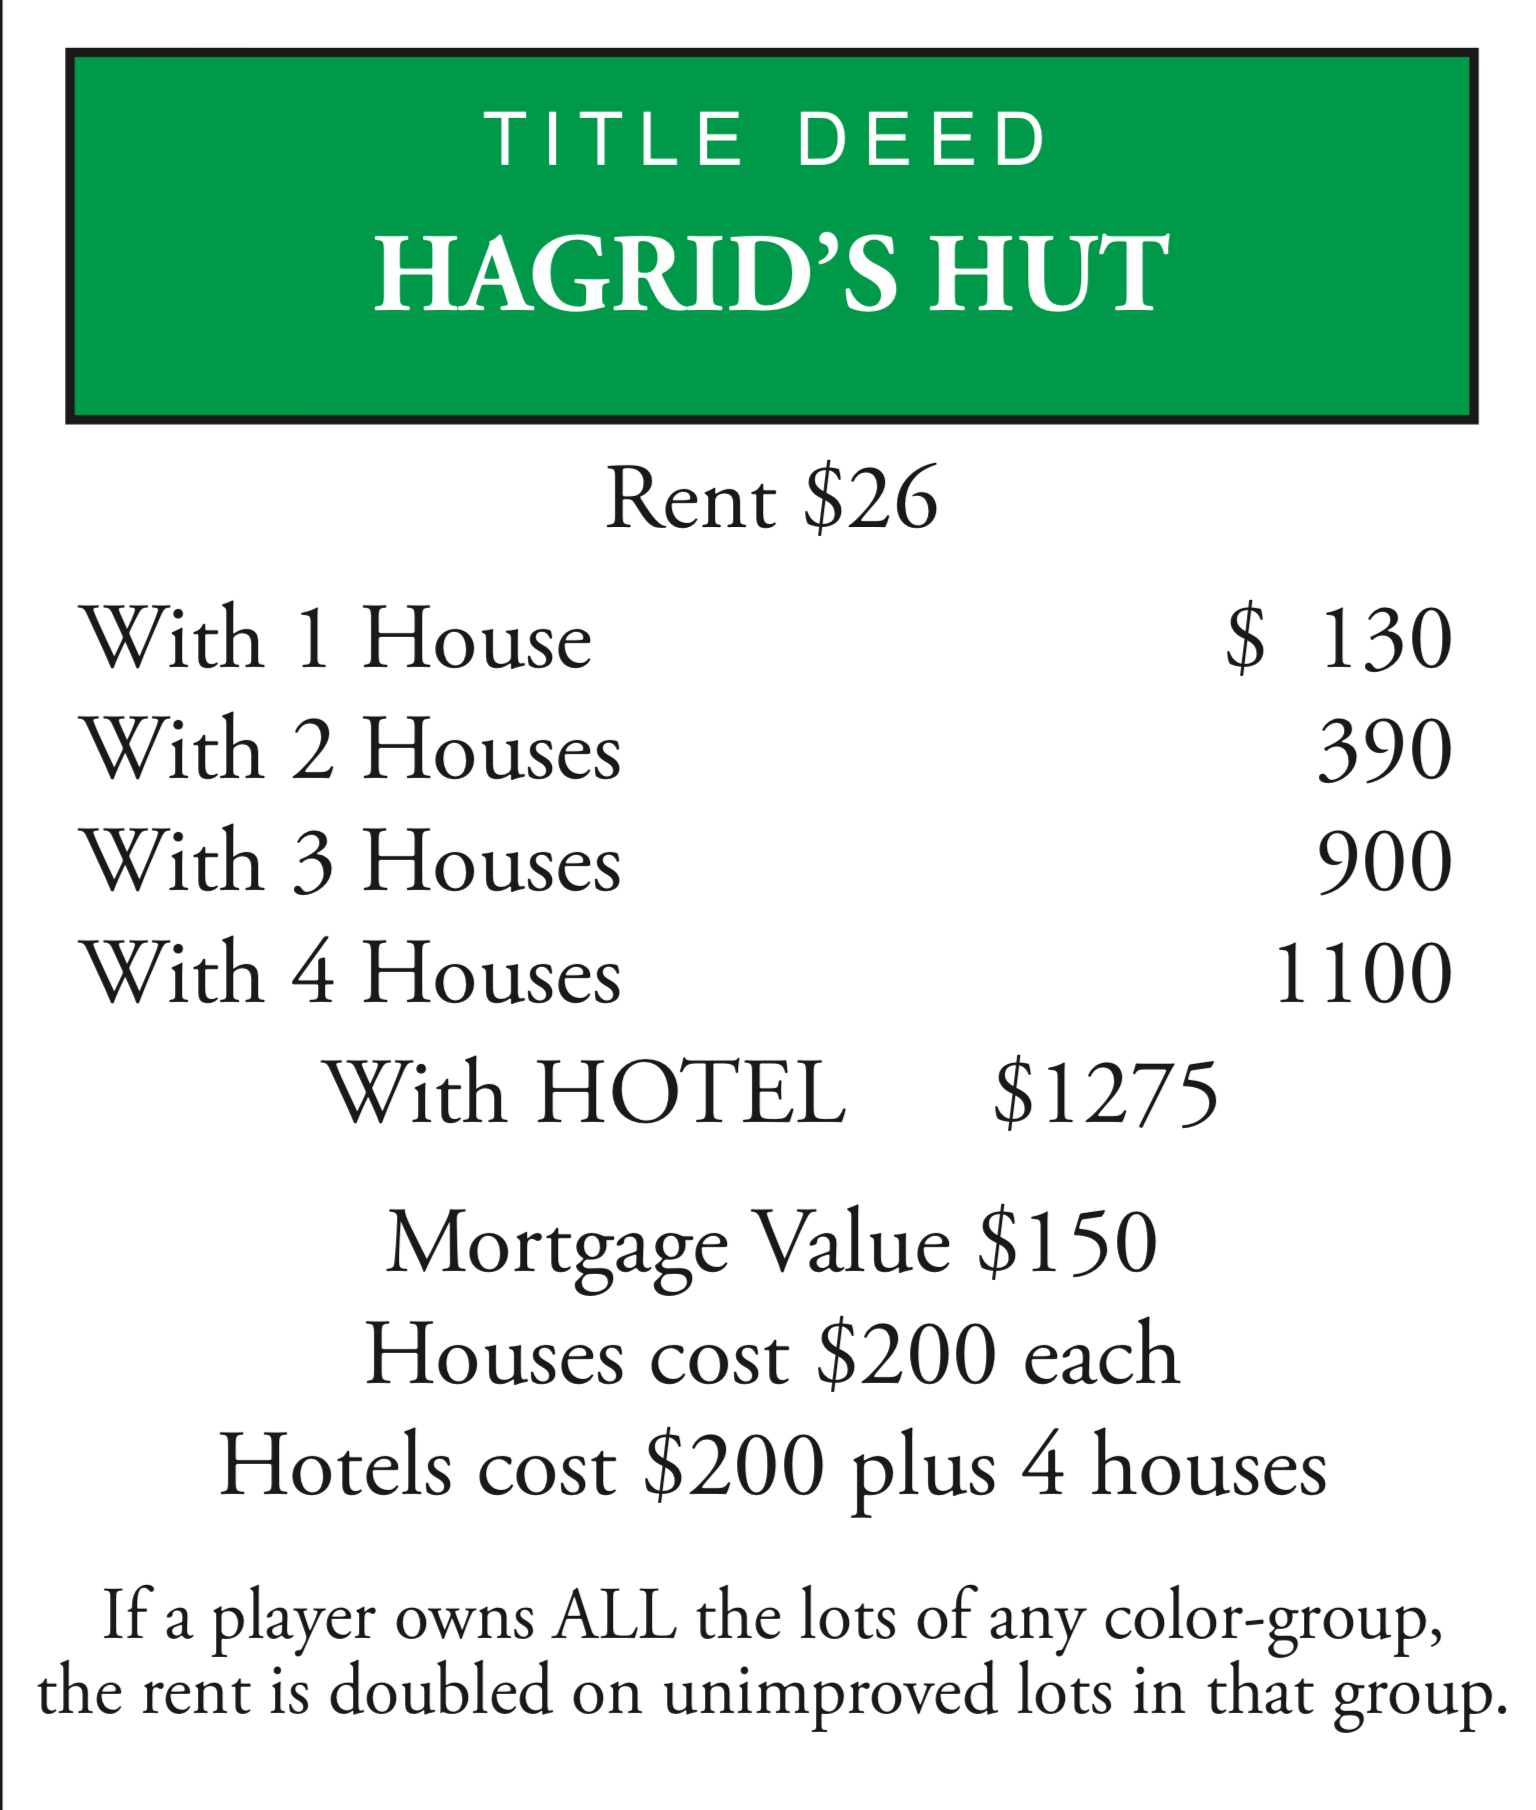 TITLE DEED
HAGRID’S HUT
Rent $26
With 1 House $ 130
With 2 Houses 390
With 3 Houses 900
With 4 Houses 1100
With HOTEL $1275
Mortgage Value $150
Houses cost $200 each
Hotels cost $200 plus 4 houses
If a player owns ALL the lots of any color-group,
the rent is doubled on unimproved lots in that group.